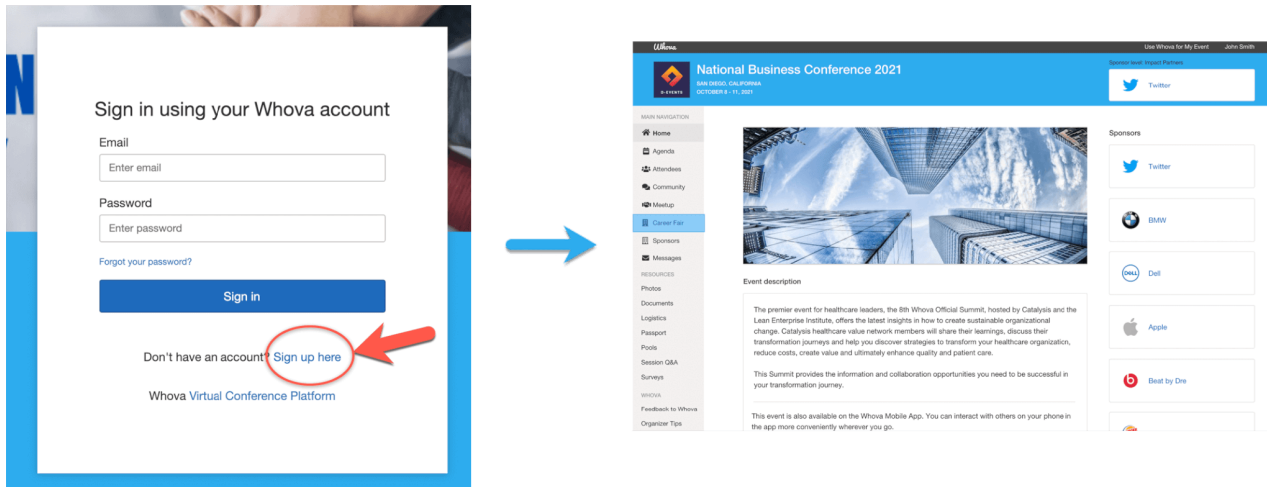 N
Sign in using your Whova account
Email
Enter email
Password
Enter password
Forgot your password?
Sign in
Don't have an account? Sign up here
Whova Virtual Conference Platform
Whova
Use Whova for My Event
John Smith
D-EVENTS
National Business Conference 2021
SAN DIEGO, CALIFORNIA
OCTOBER 8 - 11, 2021
Sponsor level: Impact Partners
Twitter
MAIN NAVIGATION
Home
Agenda
Attendees
Community
Meetup
Career Fair
Sponsors
Messages
RESOURCES
Photos
Documents
Logistics
Passport
Pools
Session Q&A
Surveys
WHOVA
Feedback to Whova
Organizer Tips
Event description
The premier event for healthcare leaders, the 8th Whova Official Summit, hosted by Catalysis and the
Lean Enterprise Institute, offers the latest insights in how to create sustainable organizational
change. Catalysis healthcare value network members will share their learnings, discuss their
transformation journeys and help you discover strategies to transform your healthcare organization,
reduce costs, create value and ultimately enhance quality and patient care.
This Summit provides the information and collaboration opportunities you need to be successful in
your transformation journey.
This event is also available on the Whova Mobile App. You can interact with others on your phone in
the app more conveniently wherever you go.
Sponsors
Twitter
BMW
DELL
Dell
Apple
Beat by Dre